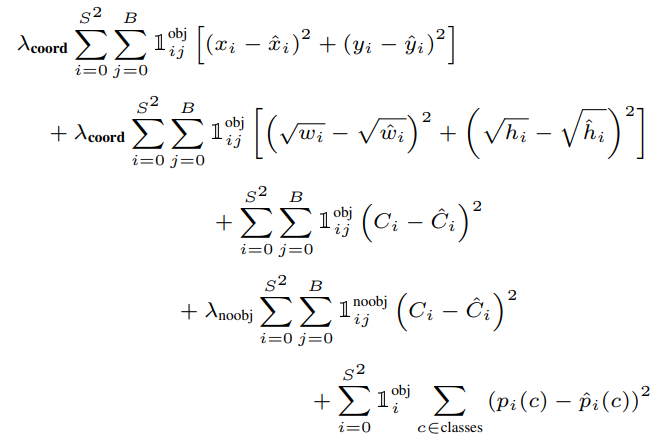 λ_coord ∑_{i=0}^{S^2} ∑_{j=0}^{B} 𝟙_{ij}^{obj} [(x_i − x̂_i)^2 + (y_i − ŷ_i)^2]
+ λ_coord ∑_{i=0}^{S^2} ∑_{j=0}^{B} 𝟙_{ij}^{obj} [(√w_i − √ŵ_i)^2 + (√h_i − √ĥ_i)^2]
+ ∑_{i=0}^{S^2} ∑_{j=0}^{B} 𝟙_{ij}^{obj} (C_i − Ĉ_i)^2
+ λ_noobj ∑_{i=0}^{S^2} ∑_{j=0}^{B} 𝟙_{ij}^{noobj} (C_i − Ĉ_i)^2
+ ∑_{i=0}^{S^2} 𝟙_i^{obj} ∑_{c∈classes} (p_i(c) − p̂_i(c))^2